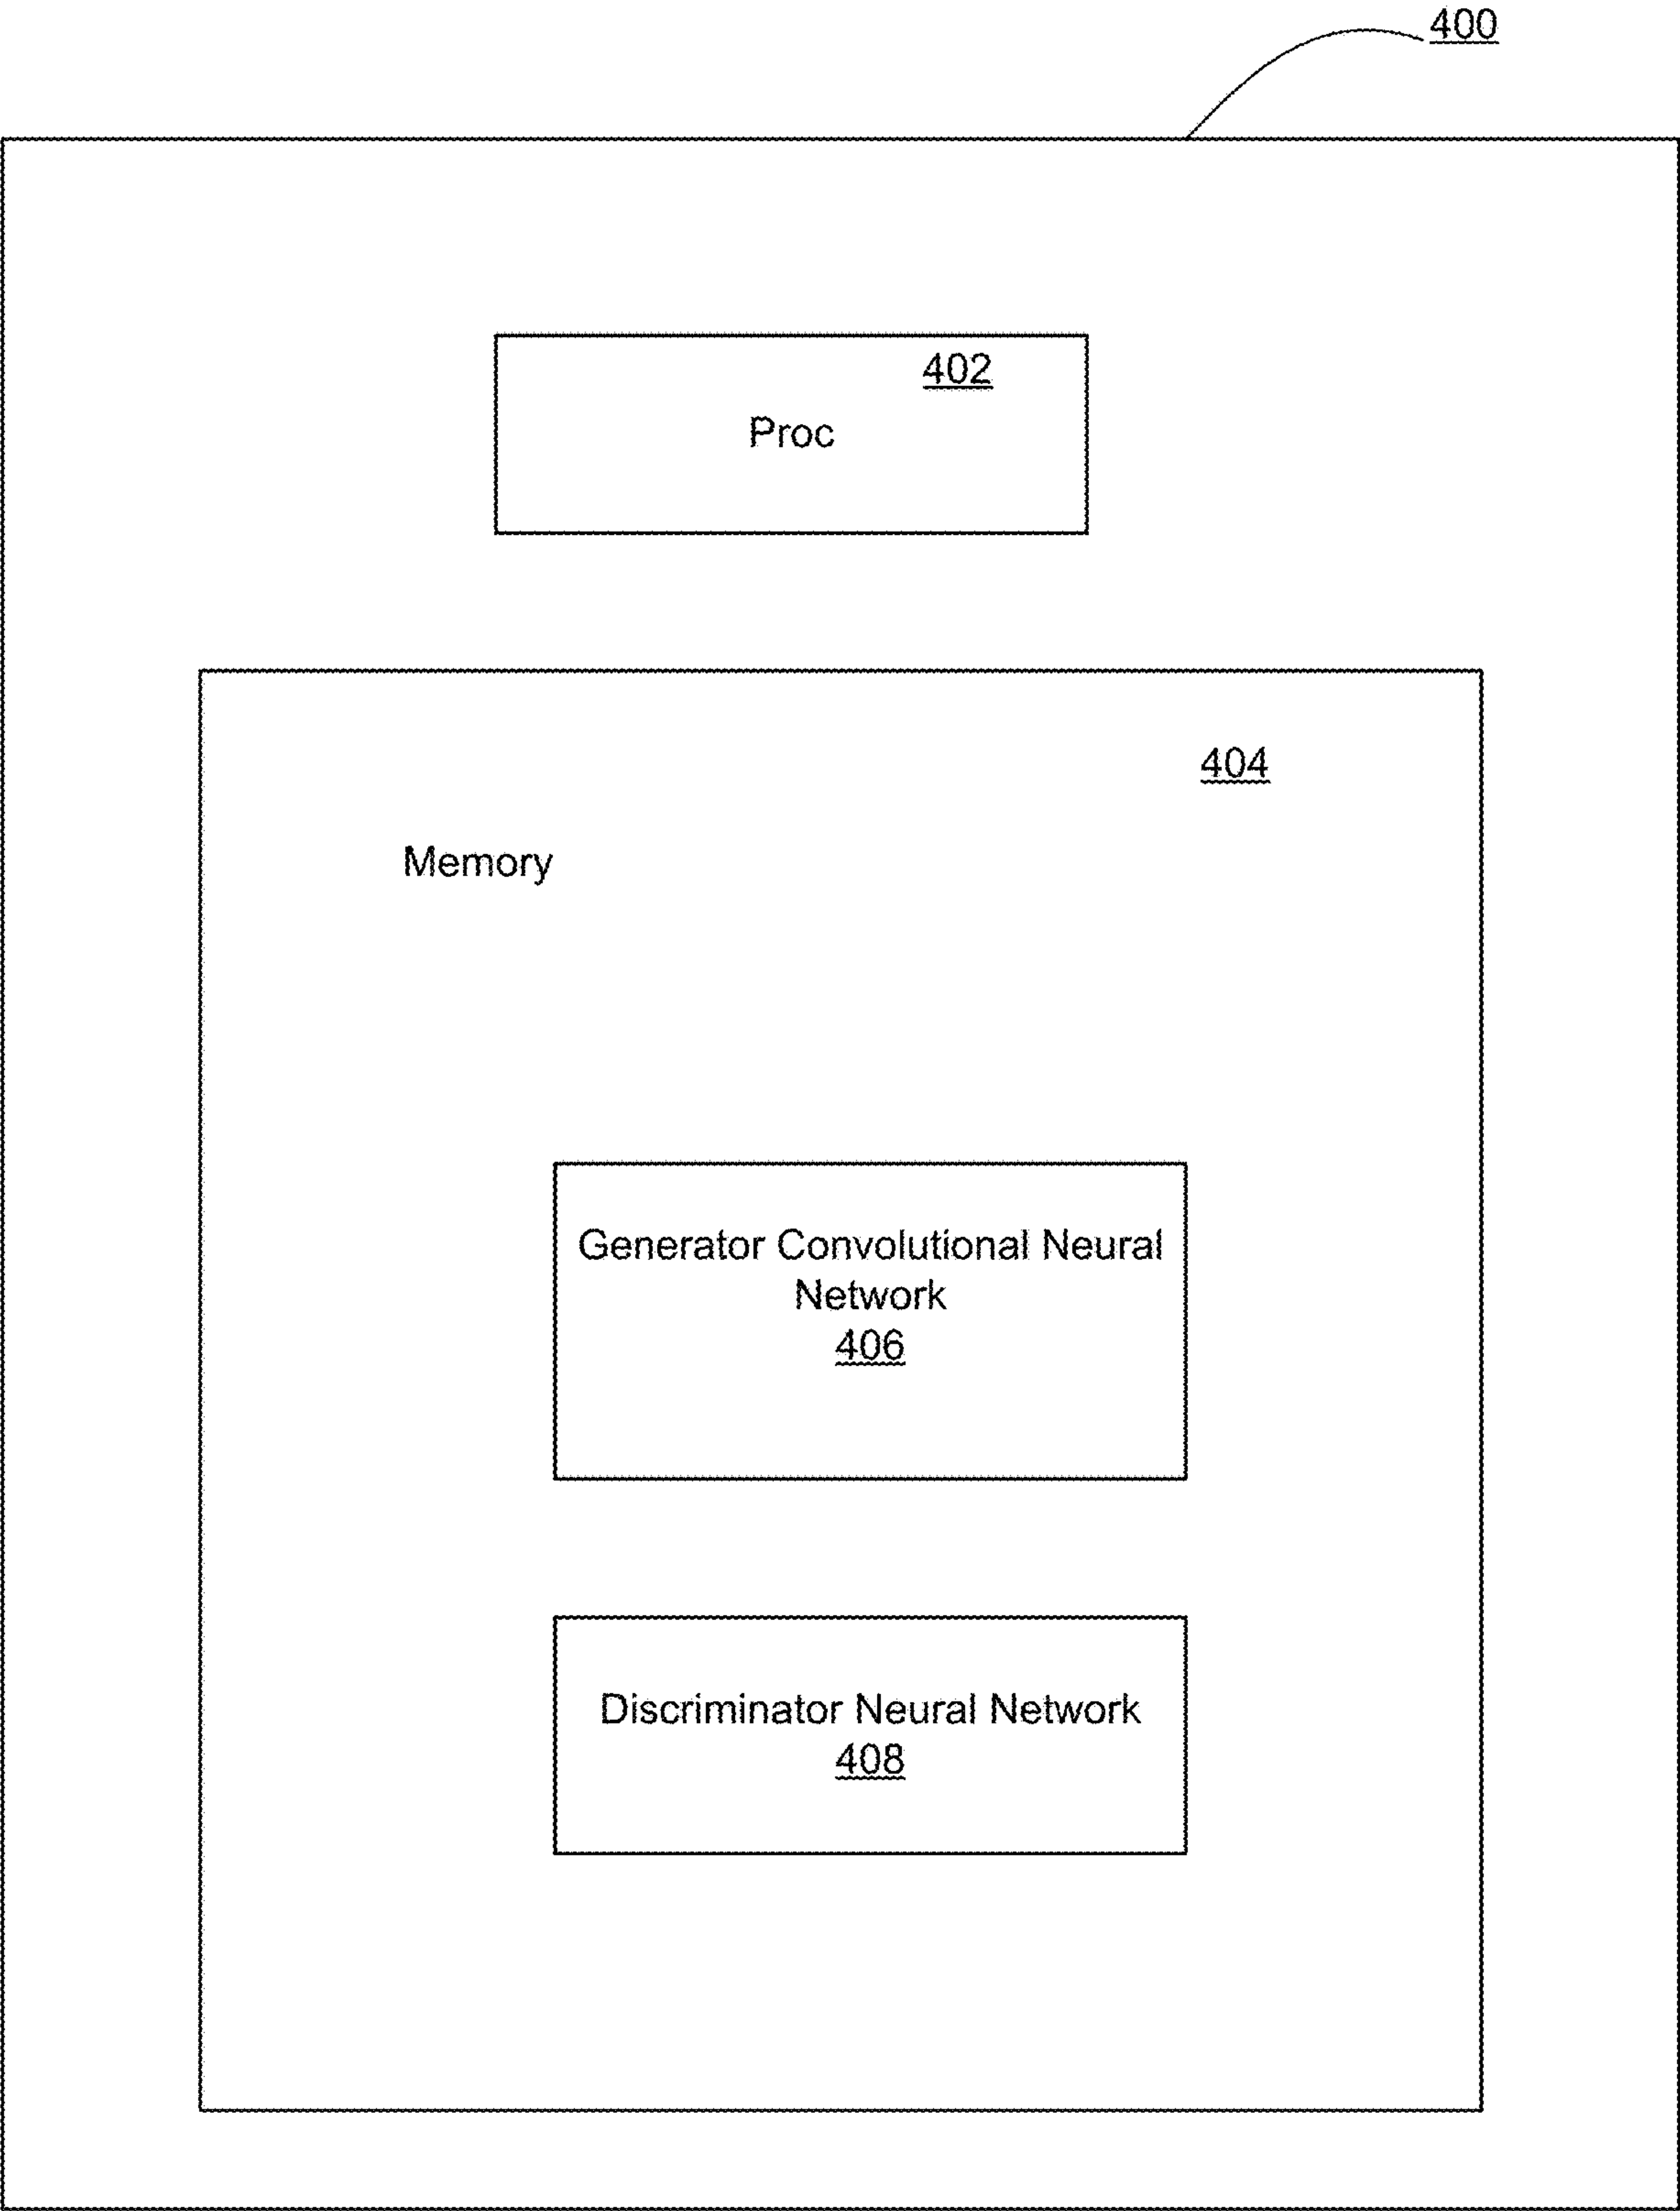 400
402
Proc
404
Memory
Generator Convolutional Neural
Network
406
Discriminator Neural Network
408